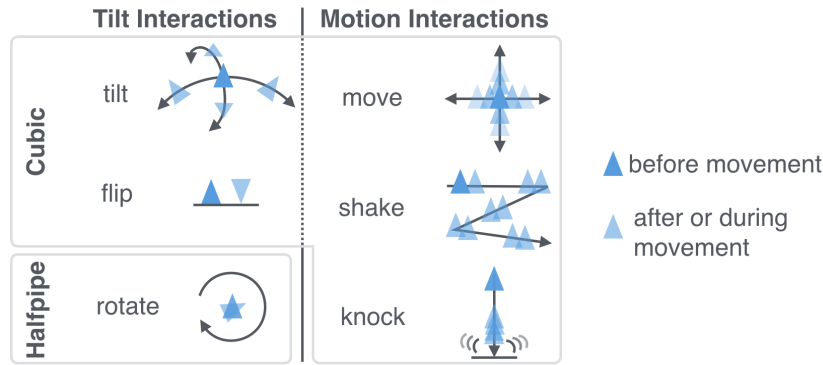 Tilt Interactions
Motion Interactions
Cubic
tilt
move
flip
shake
Halfpipe
rotate
knock
before movement
after or during
movement